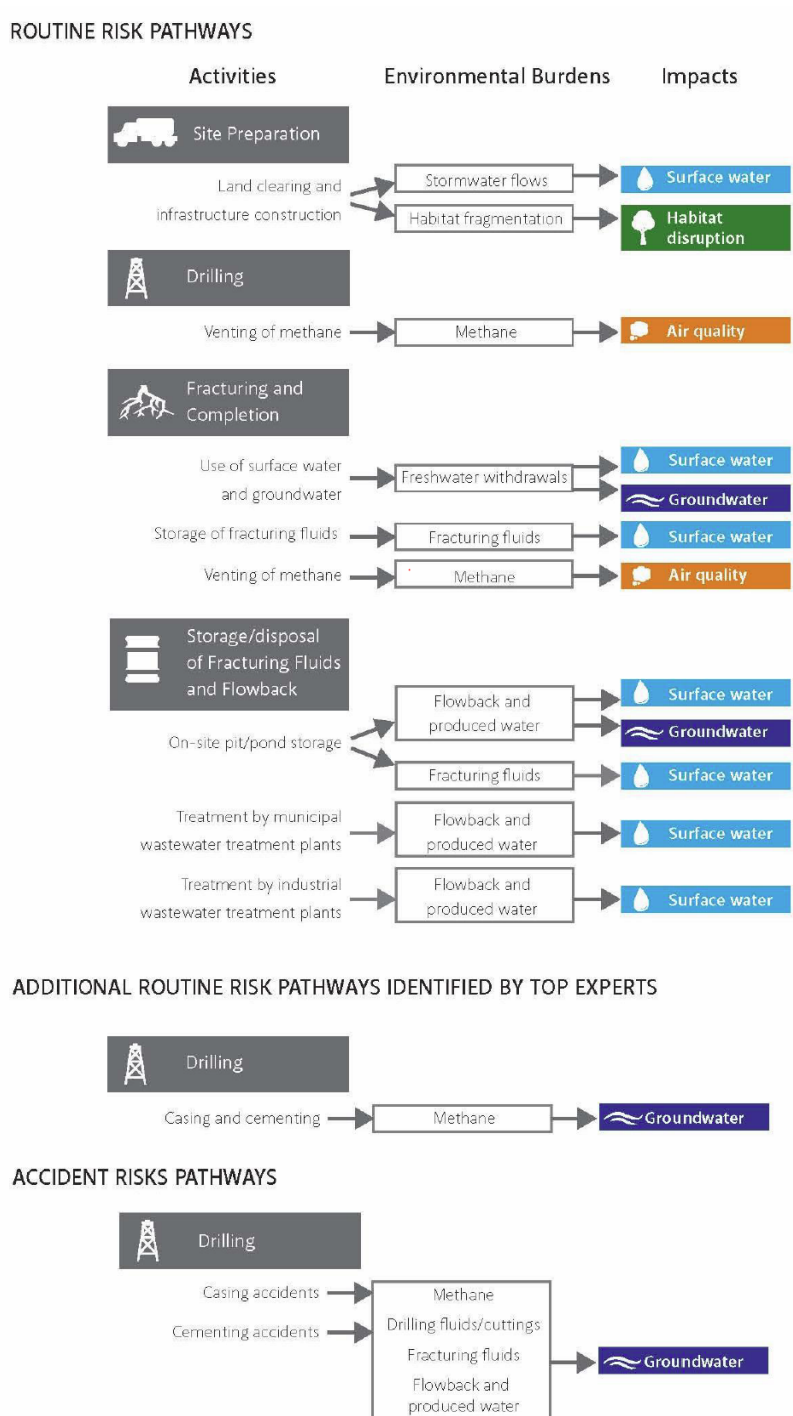 ROUTINE RISK PATHWAYS
Activities Environmental Burdens Impacts
Site Preparation
Land clearing and
infrastructure construction
Stormwater flows
Surface water
Habitat fragmentation
Habitat
disruption
Drilling
Venting of methane
Methane
Air quality
Fracturing and
Completion
Use of surface water
and groundwater
Freshwater withdrawals
Surface water
Groundwater
Storage of fracturing fluids
Fracturing fluids
Surface water
Venting of methane
Methane
Air quality
Storage/disposal
of Fracturing Fluids
and Flowback
On-site pit/pond storage
Flowback and
produced water
Surface water
Groundwater
Fracturing fluids
Surface water
Treatment by municipal
wastewater treatment plants
Flowback and
produced water
Surface water
Treatment by industrial
wastewater treatment plants
Flowback and
produced water
Surface water
ADDITIONAL ROUTINE RISK PATHWAYS IDENTIFIED BY TOP EXPERTS
Drilling
Casing and cementing
Methane
Groundwater
ACCIDENT RISKS PATHWAYS
Drilling
Casing accidents
Cementing accidents
Methane
Drilling fluids/cuttings
Fracturing fluids
Flowback and
produced water
Groundwater